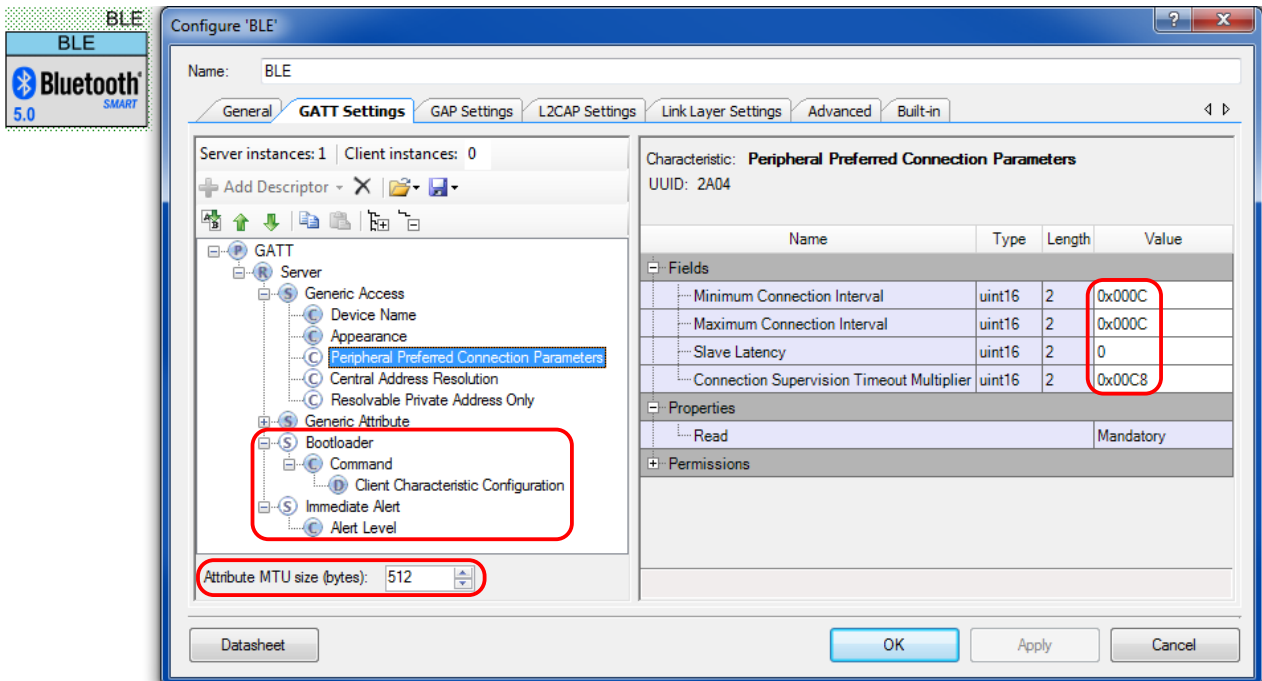 BLE
BLE
Bluetooth
SMART
5.0
Configure 'BLE'
Name: BLE
General GATT Settings GAP Settings L2CAP Settings Link Layer Settings Advanced Built-in
Server instances: 1 Client instances: 0
Add Descriptor
GATT
Server
Generic Access
Device Name
Appearance
Peripheral Preferred Connection Parameters
Central Address Resolution
Resolvable Private Address Only
Generic Attribute
Bootloader
Command
Client Characteristic Configuration
Immediate Alert
Alert Level
Attribute MTU size (bytes): 512
Characteristic: Peripheral Preferred Connection Parameters
UUID: 2A04
Name Type Length Value
Fields
Minimum Connection Interval uint16 2 0x000C
Maximum Connection Interval uint16 2 0x000C
Slave Latency uint16 2 0
Connection Supervision Timeout Multiplier uint16 2 0x00C8
Properties
Read Mandatory
Permissions
Datasheet OK Apply Cancel